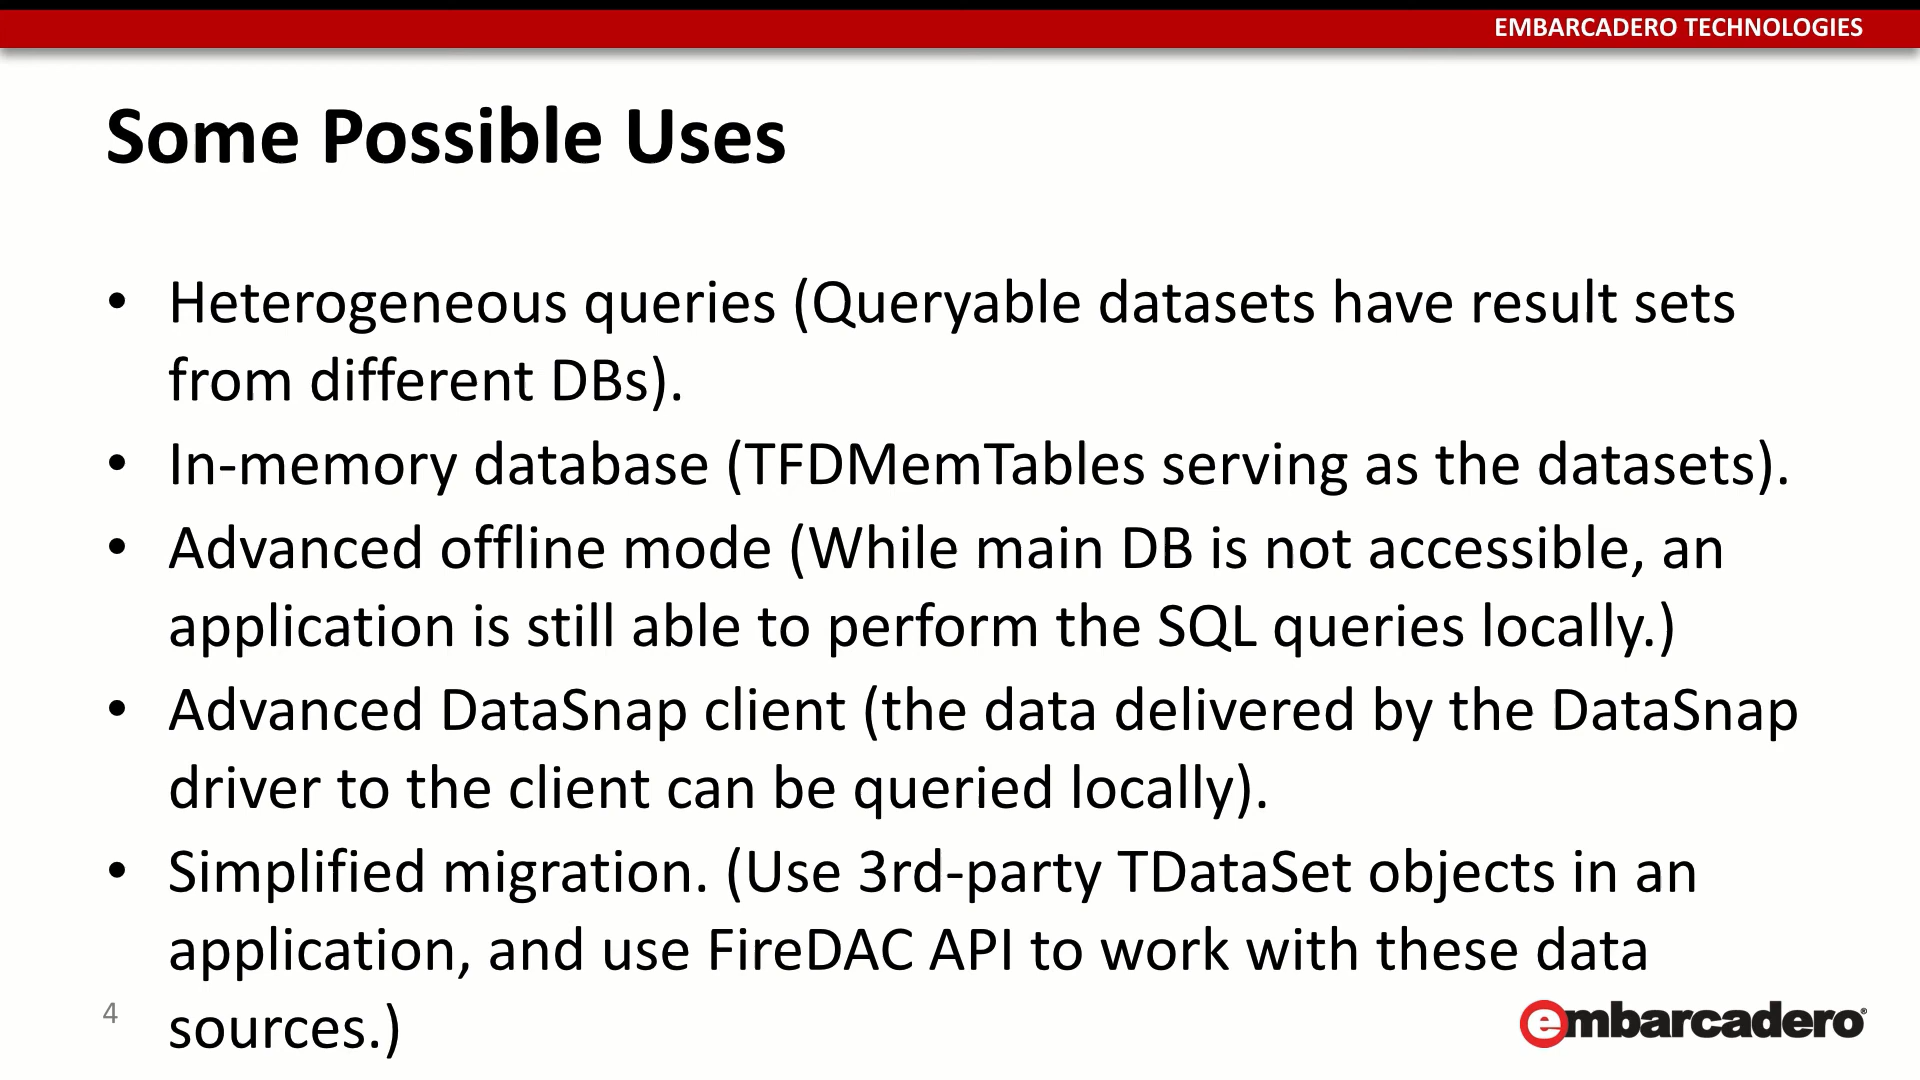 EMBARCADERO TECHNOLOGIES
Some Possible Uses
• Heterogeneous queries (Queryable datasets have result sets
from different DBs).
• In-memory database (TFDMemTables serving as the datasets).
• Advanced offline mode (While main DB is not accessible, an
application is still able to perform the SQL queries locally.)
• Advanced DataSnap client (the data delivered by the DataSnap
driver to the client can be queried locally).
• Simplified migration. (Use 3rd-party TDataSet objects in an
application, and use FireDAC API to work with these data
sources.)
4
embarcadero®